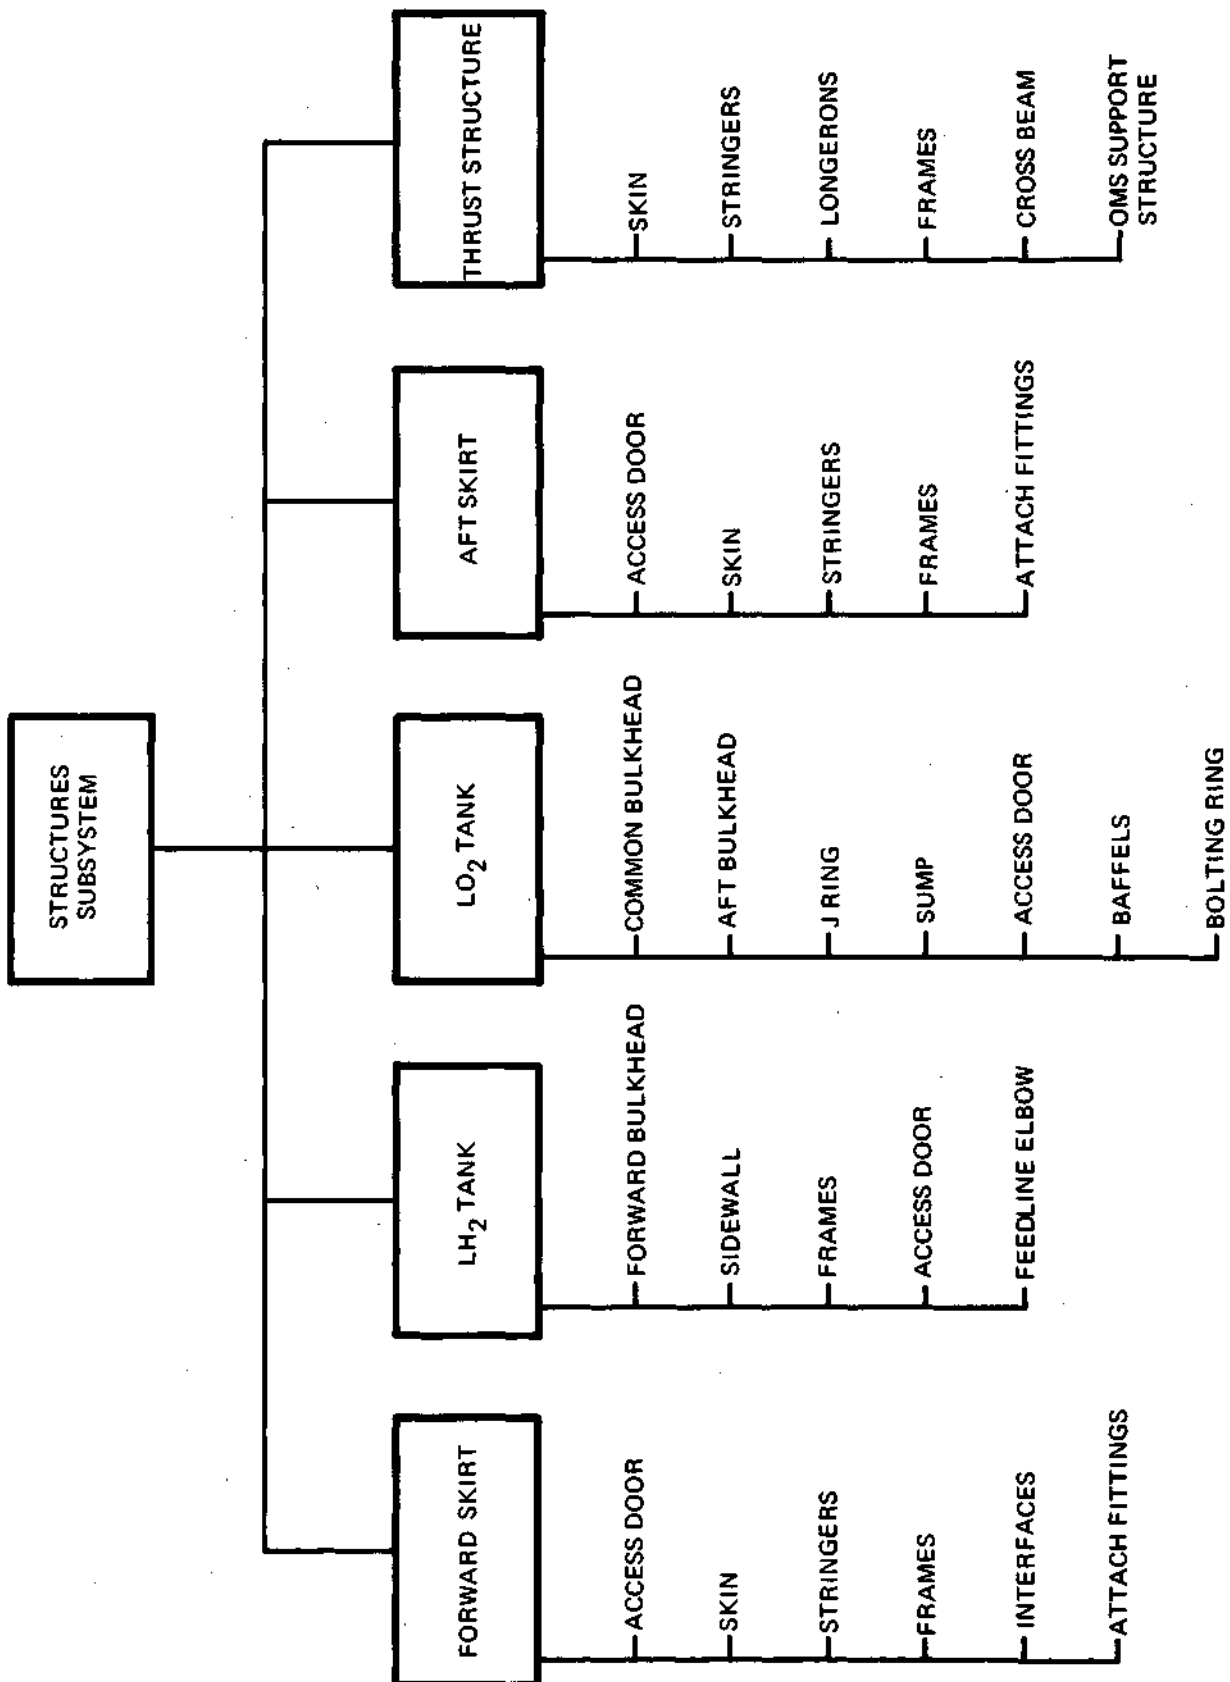 STRUCTURES
SUBSYSTEM
FORWARD SKIRT
ACCESS DOOR
SKIN
STRINGERS
FRAMES
INTERFACES
ATTACH FITTINGS
LH2 TANK
FORWARD BULKHEAD
SIDEWALL
FRAMES
ACCESS DOOR
FEEDLINE ELBOW
LO2 TANK
COMMON BULKHEAD
AFT BULKHEAD
J RING
SUMP
ACCESS DOOR
BAFFELS
BOLTING RING
AFT SKIRT
ACCESS DOOR
SKIN
STRINGERS
FRAMES
ATTACH FITTINGS
THRUST STRUCTURE
SKIN
STRINGERS
LONGERONS
FRAMES
CROSS BEAM
OMS SUPPORT
STRUCTURE